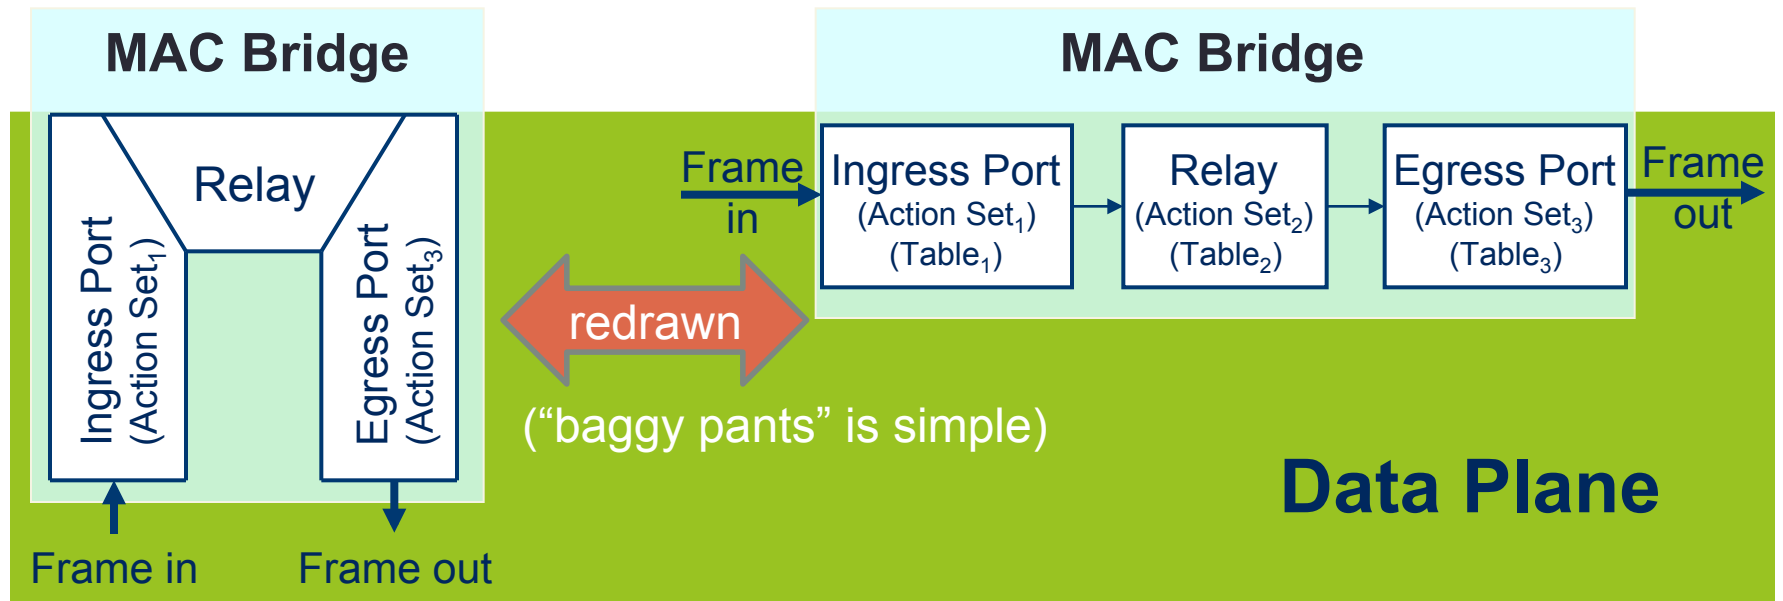 MAC Bridge
Relay
Ingress Port
(Action Set₁)
Egress Port
(Action Set₃)
Frame in
Frame out
redrawn
(“baggy pants” is simple)
MAC Bridge
Frame
in
Ingress Port
(Action Set₁)
(Table₁)
Relay
(Action Set₂)
(Table₂)
Egress Port
(Action Set₃)
(Table₃)
Frame
out
Data Plane